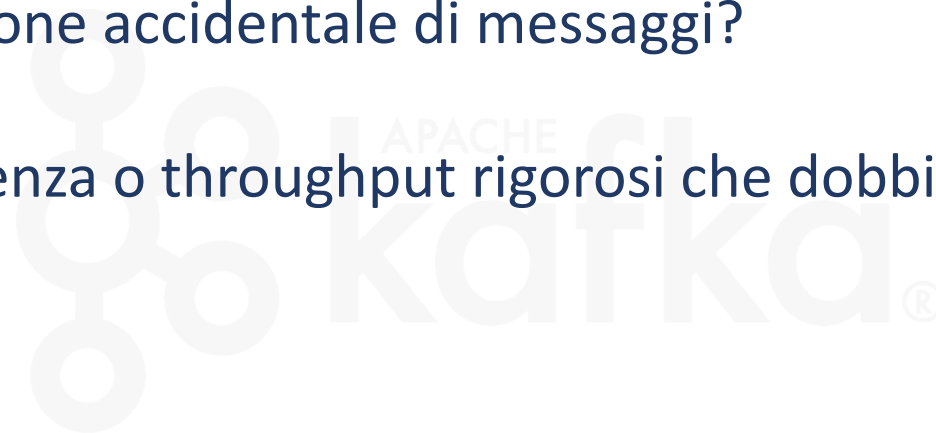 one accidentale di messaggi?
APACHE
enza o throughput rigorosi che dobbi
kafka®